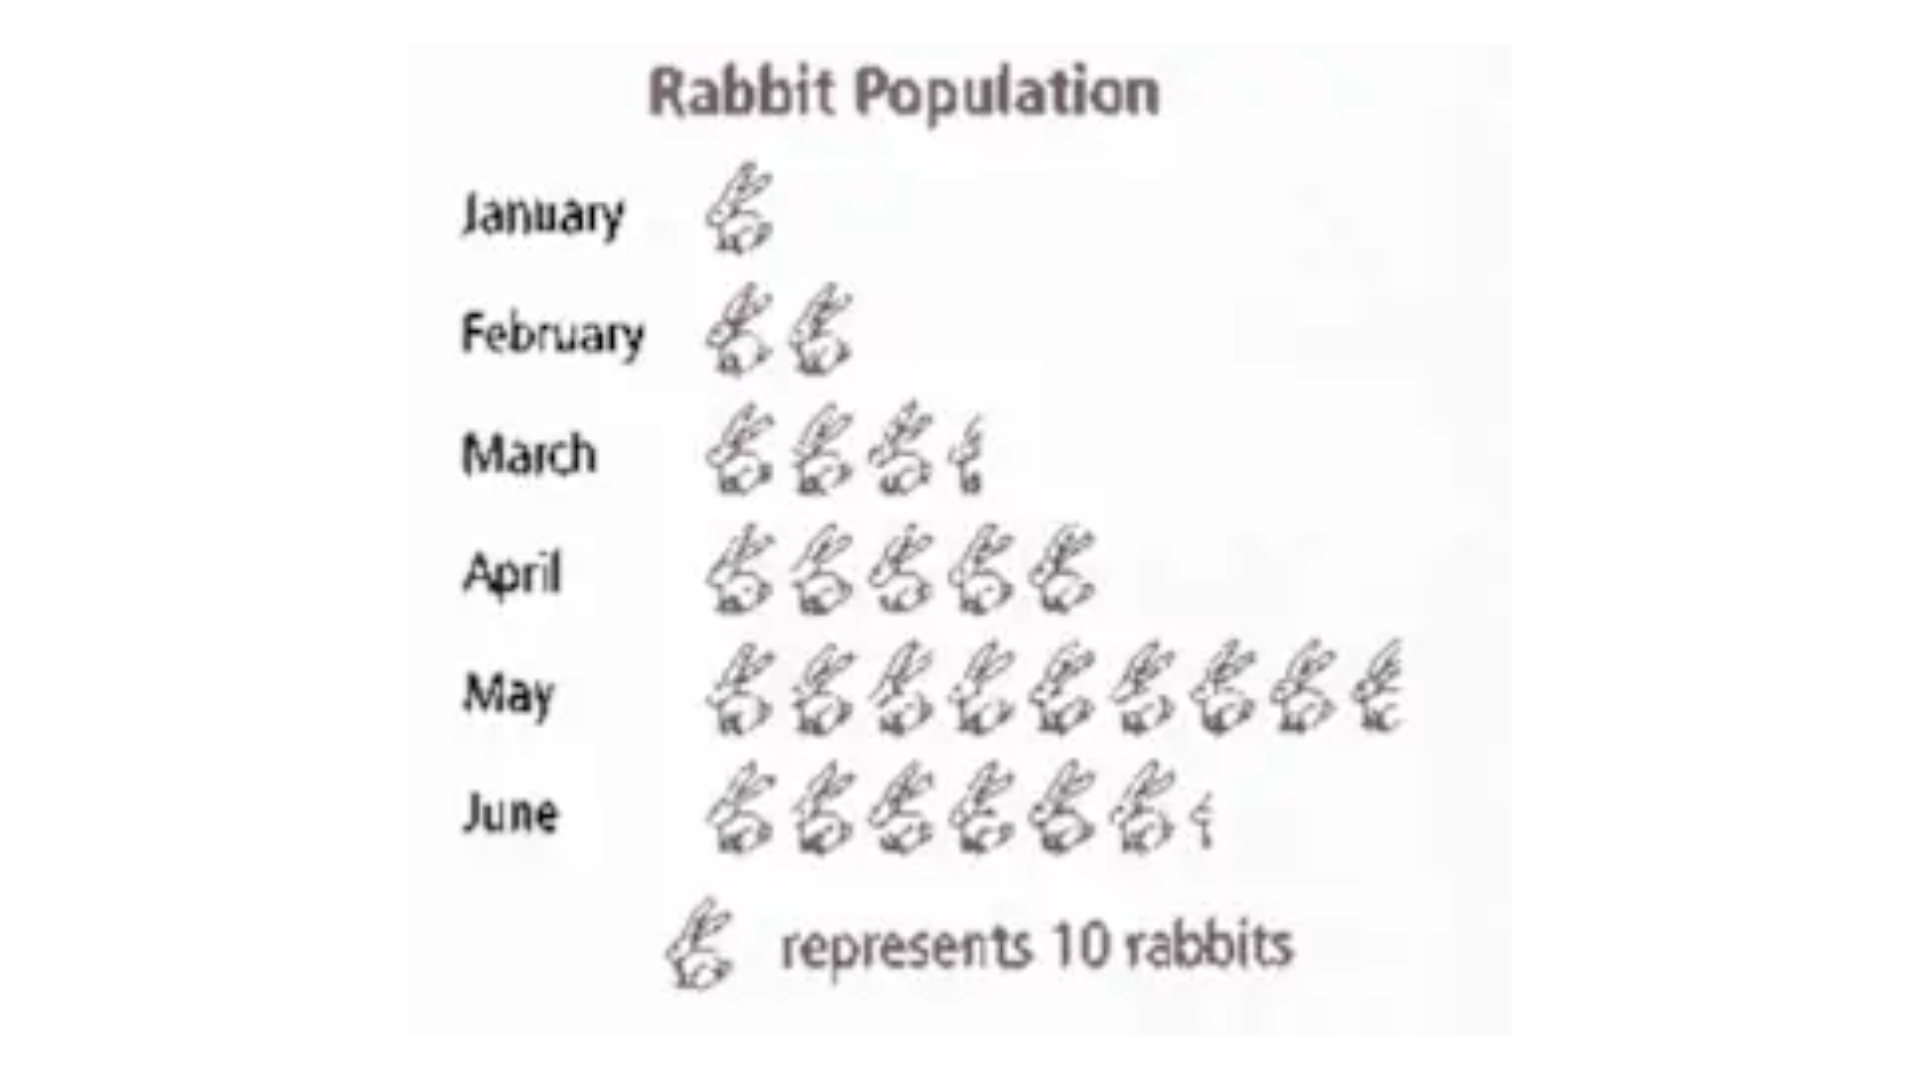 Rabbit Population
January
February
March
April
May
June
represents 10 rabbits